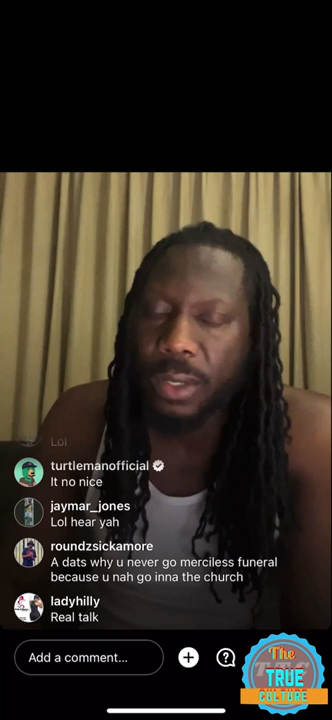 Lol
turtlemanofficial
It no nice
jaymar_jones
Lol hear yah
roundzsickamore
A dats why u never go merciless funeral
because u nah go inna the church
ladyhilly
Real talk
Add a comment...
The
TTC
TRUE
CULTURE